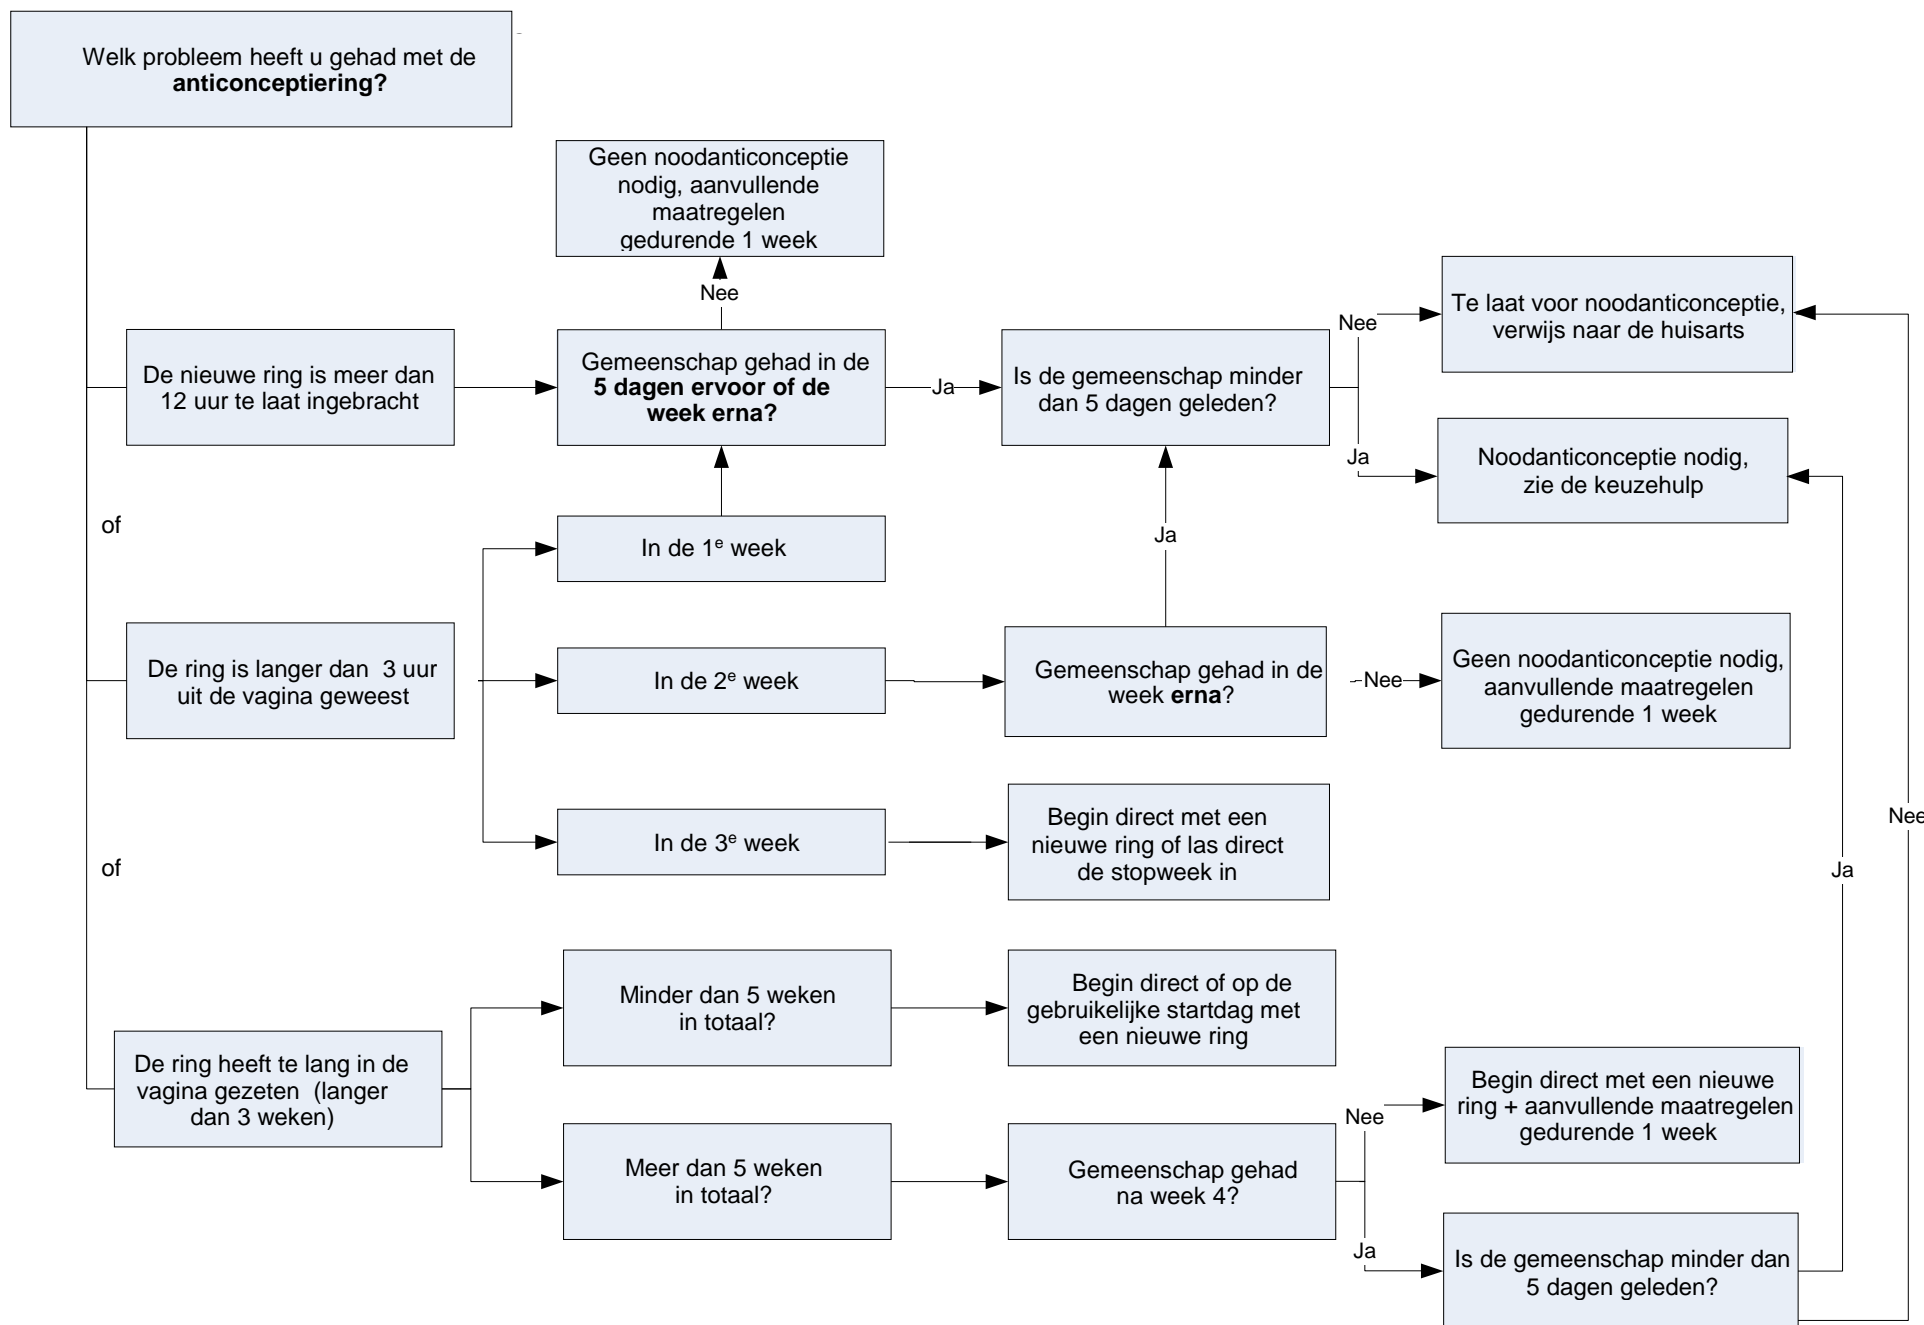 Welk probleem heeft u gehad met de
anticonceptiering?
Geen noodanticonceptie
nodig, aanvullende
maatregelen
gedurende 1 week
Nee
De nieuwe ring is meer dan
12 uur te laat ingebracht
Gemeenschap gehad in de
5 dagen ervoor of de
week erna?
Ja
Is de gemeenschap minder
dan 5 dagen geleden?
Nee
Te laat voor noodanticonceptie,
verwijs naar de huisarts
Ja
Noodanticonceptie nodig,
zie de keuzehulp
of
In de 1e week
Ja
De ring is langer dan 3 uur
uit de vagina geweest
In de 2e week
Gemeenschap gehad in de
week erna?
Nee
Geen noodanticonceptie nodig,
aanvullende maatregelen
gedurende 1 week
In de 3e week
Begin direct met een
nieuwe ring of las direct
de stopweek in
Nee
of
Ja
Minder dan 5 weken
in totaal?
Begin direct of op de
gebruikelijke startdag met
een nieuwe ring
De ring heeft te lang in de
vagina gezeten (langer
dan 3 weken)
Meer dan 5 weken
in totaal?
Gemeenschap gehad
na week 4?
Nee
Begin direct met een nieuwe
ring + aanvullende maatregelen
gedurende 1 week
Ja
Is de gemeenschap minder dan
5 dagen geleden?